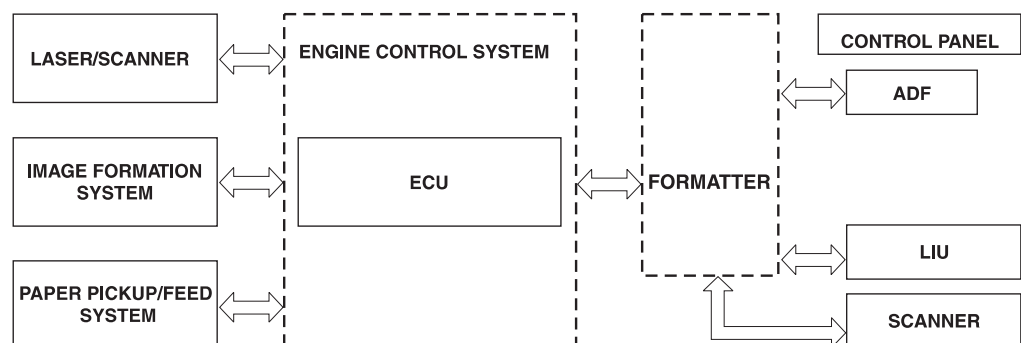 LASER/SCANNER
ENGINE CONTROL SYSTEM
CONTROL PANEL
ADF
IMAGE FORMATION
SYSTEM
ECU
FORMATTER
LIU
PAPER PICKUP/FEED
SYSTEM
SCANNER